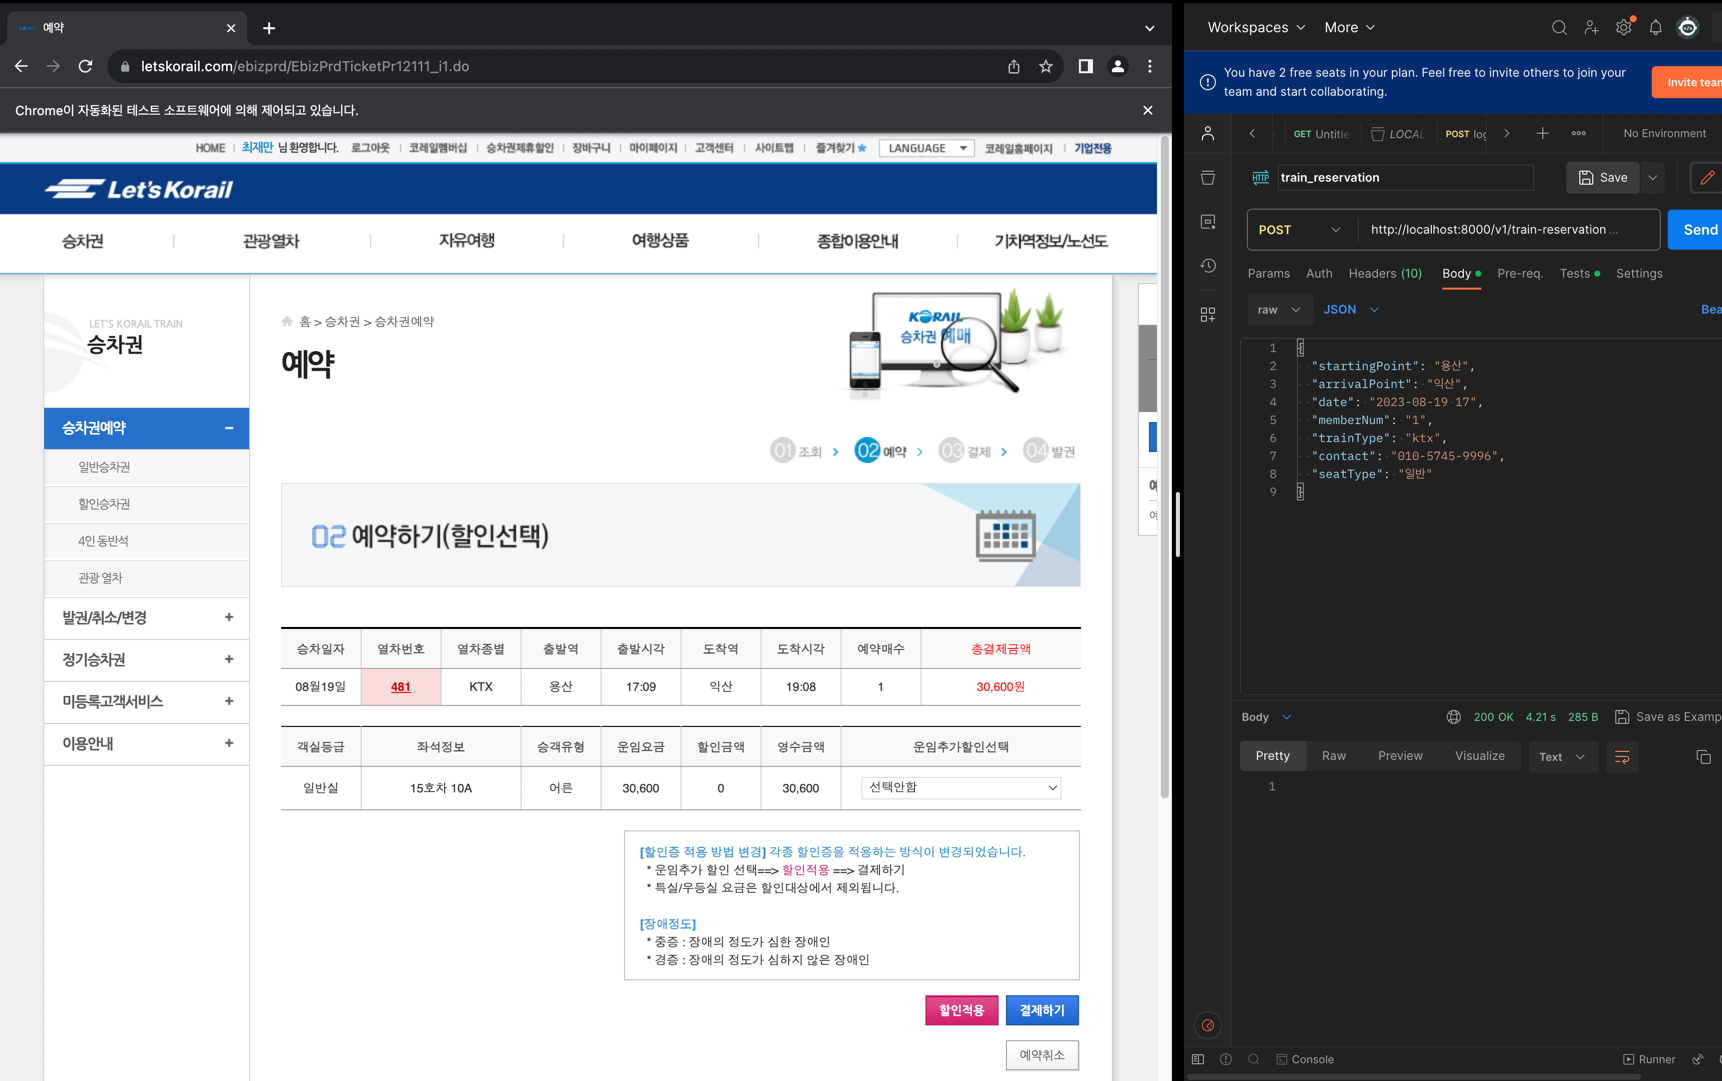 예약
letskorail.com/ebizprd/EbizPrdTicketPr12111_i1.do
Chrome이 자동화된 테스트 소프트웨어에 의해 제어되고 있습니다.
HOME 최재만 님 환영합니다. 로그아웃 코레일멤버십 승차권제휴할인 장바구니 마이페이지 고객센터 사이트맵 즐겨찾기 LANGUAGE 코레일홈페이지 기업전용
Let's Korail
승차권 관광열차 자유여행 여행상품 종합이용안내 기차역정보/노선도
LET'S KORAIL TRAIN
승차권
승차권예약
일반승차권
할인승차권
4인 동반석
관광 열차
발권/취소/변경
정기승차권
미등록고객서비스
이용안내
홈 > 승차권 > 승차권예약
예약
KORAIL
승차권 예매
01 조회 02 예약 03 결제 04 발권
02 예약하기(할인선택)
승차일자 열차번호 열차종별 출발역 출발시각 도착역 도착시각 예약매수 총결제금액
08월19일 481 KTX 용산 17:09 익산 19:08 1 30,600원
객실등급 좌석정보 승객유형 운임요금 할인금액 영수금액 운임추가할인선택
일반실 15호차 10A 어른 30,600 0 30,600 선택안함
[할인증 적용 방법 변경] 각종 할인증을 적용하는 방식이 변경되었습니다.
* 운임추가 할인 선택==> 할인적용 ==> 결제하기
* 특실/우등실 요금은 할인대상에서 제외됩니다.
[장애정도]
* 중증 : 장애의 정도가 심한 장애인
* 경증 : 장애의 정도가 심하지 않은 장애인
할인적용 결제하기
예약취소
Workspaces More
You have 2 free seats in your plan. Feel free to invite others to join your
team and start collaborating.
Invite team
GET Untitle LOCAL POST log No Environment
HTTP train_reservation Save
POST http://localhost:8000/v1/train-reservation ... Send
Params Auth Headers (10) Body Pre-req. Tests Settings
raw JSON Bea
1 {
2 "startingPoint": "용산",
3 "arrivalPoint": "익산",
4 "date": "2023-08-19 17",
5 "memberNum": "1",
6 "trainType": "ktx",
7 "contact": "010-5745-9996",
8 "seatType": "일반"
9 }
Body 200 OK 4.21 s 285 B Save as Examp
Pretty Raw Preview Visualize Text
1
Console Runner